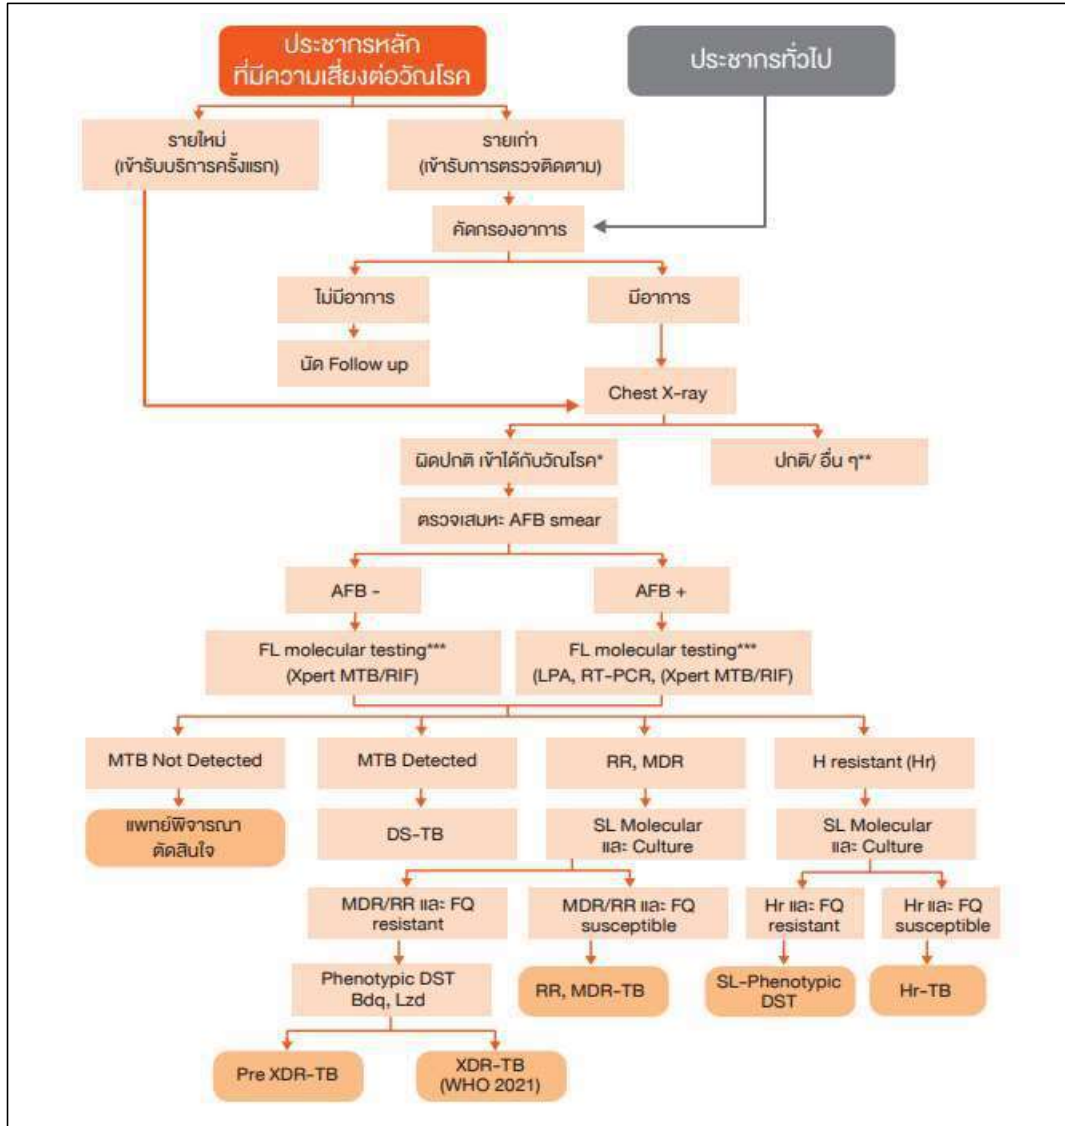 ประชากรหลัก
ที่มีความเสี่ยงต่อวัณโรค
ประชากรทั่วไป
รายใหม่
(เข้ารับบริการครั้งแรก)
รายเก่า
(เข้ารับการตรวจติดตาม)
คัดกรองอาการ
ไม่มีอาการ
มีอาการ
นัด Follow up
Chest X-ray
ผิดปกติ เข้าได้กับวัณโรค*
ปกติ/ อื่น ๆ**
ตรวจเสมหะ AFB smear
AFB -
AFB +
FL molecular testing***
(Xpert MTB/RIF)
FL molecular testing***
(LPA, RT-PCR, (Xpert MTB/RIF)
MTB Not Detected
MTB Detected
RR, MDR
H resistant (Hr)
แพทย์พิจารณา
ตัดสินใจ
DS-TB
SL Molecular
และ Culture
SL Molecular
และ Culture
MDR/RR และ FQ
resistant
MDR/RR และ FQ
susceptible
Hr และ FQ
resistant
Hr และ FQ
susceptible
Phenotypic DST
Bdq, Lzd
RR, MDR-TB
SL-Phenotypic
DST
Hr-TB
Pre XDR-TB
XDR-TB
(WHO 2021)